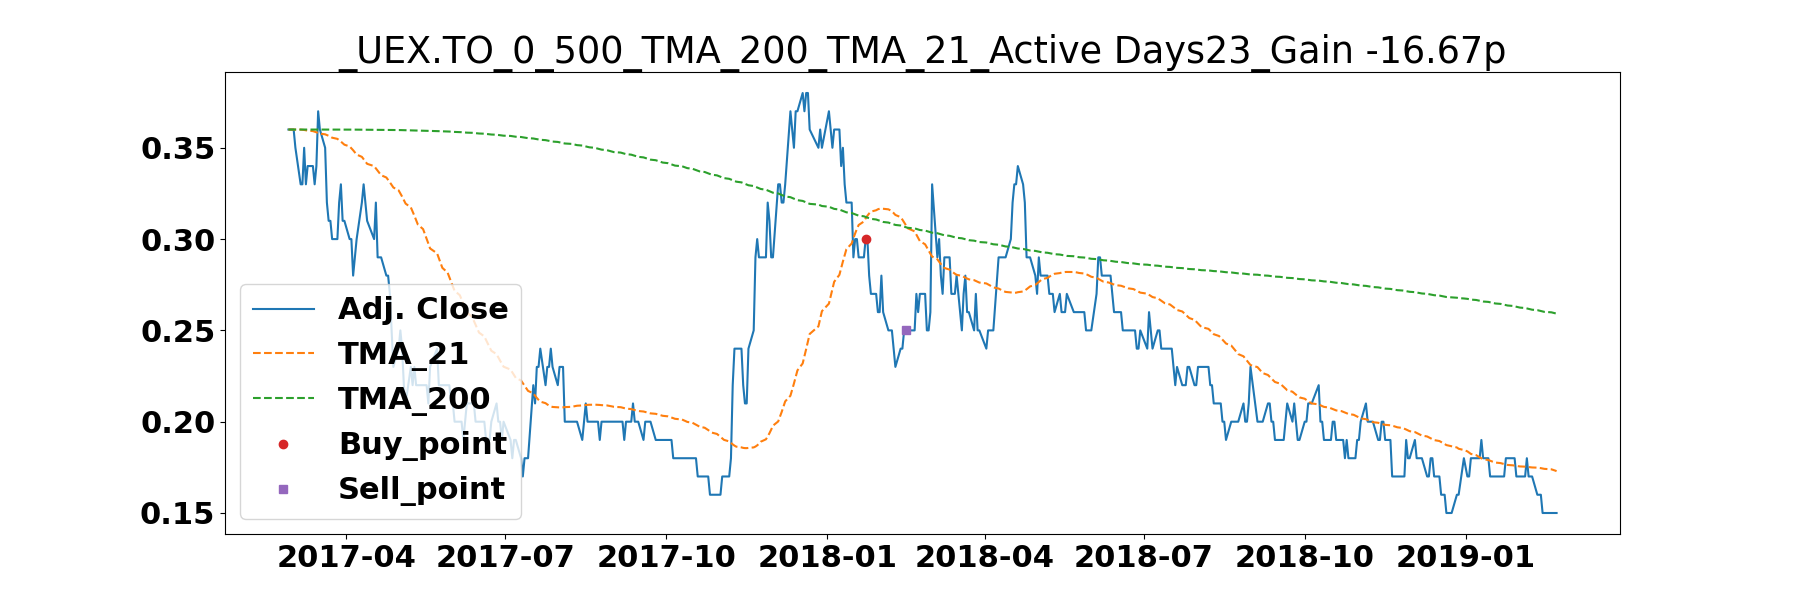 _UEX.TO_0_500_TMA_200_TMA_21_Active Days23_Gain -16.67p
0.35
0.30
0.25
0.20
0.15
Adj. Close
TMA_21
TMA_200
Buy_point
Sell_point
2017-04 2017-07 2017-10 2018-01 2018-04 2018-07 2018-10 2019-01